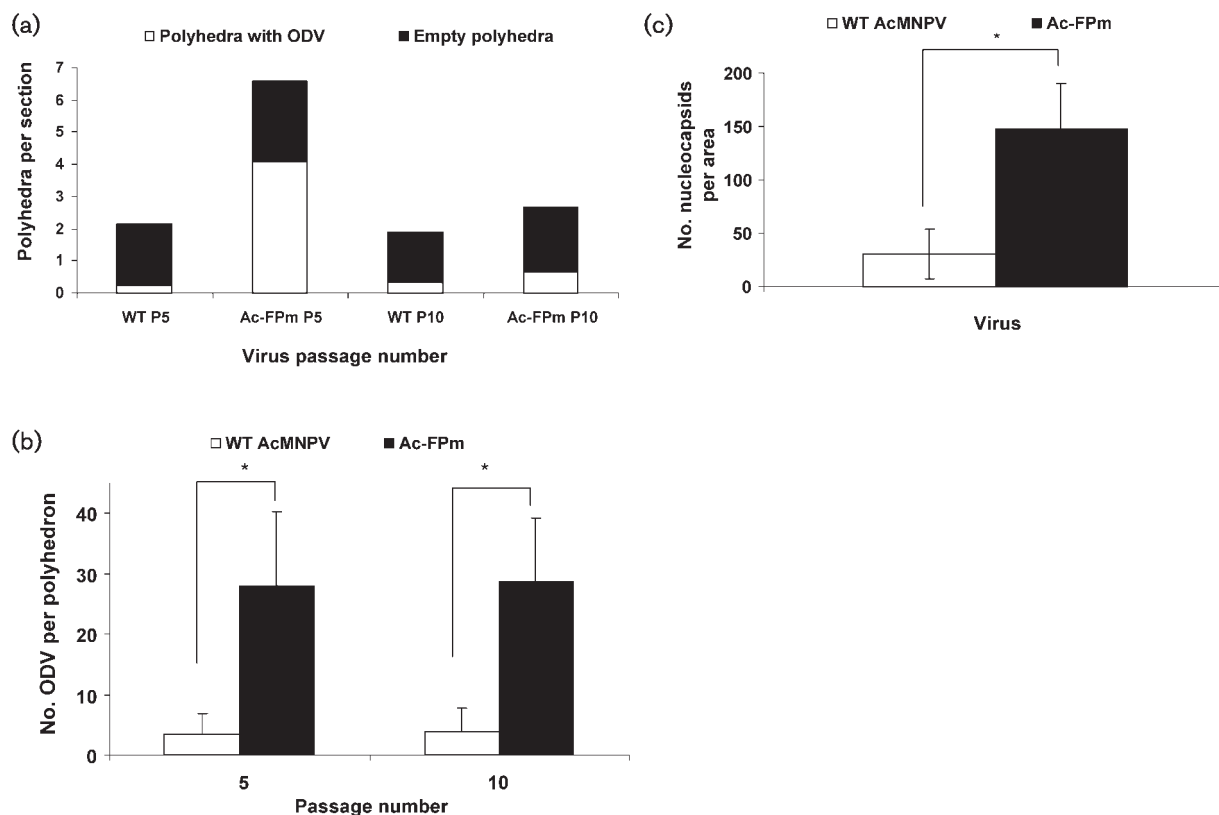 (a)
Polyhedra with ODV
Empty polyhedra
Polyhedra per section
7
6
5
4
3
2
1
0
WT P5
Ac-FPm P5
WT P10
Ac-FPm P10
Virus passage number
(c)
WT AcMNPV
Ac-FPm
*
No. nucleocapsids
per area
200
150
100
50
0
Virus
(b)
WT AcMNPV
Ac-FPm
*
*
No. ODV per polyhedron
40
30
20
10
0
5
10
Passage number